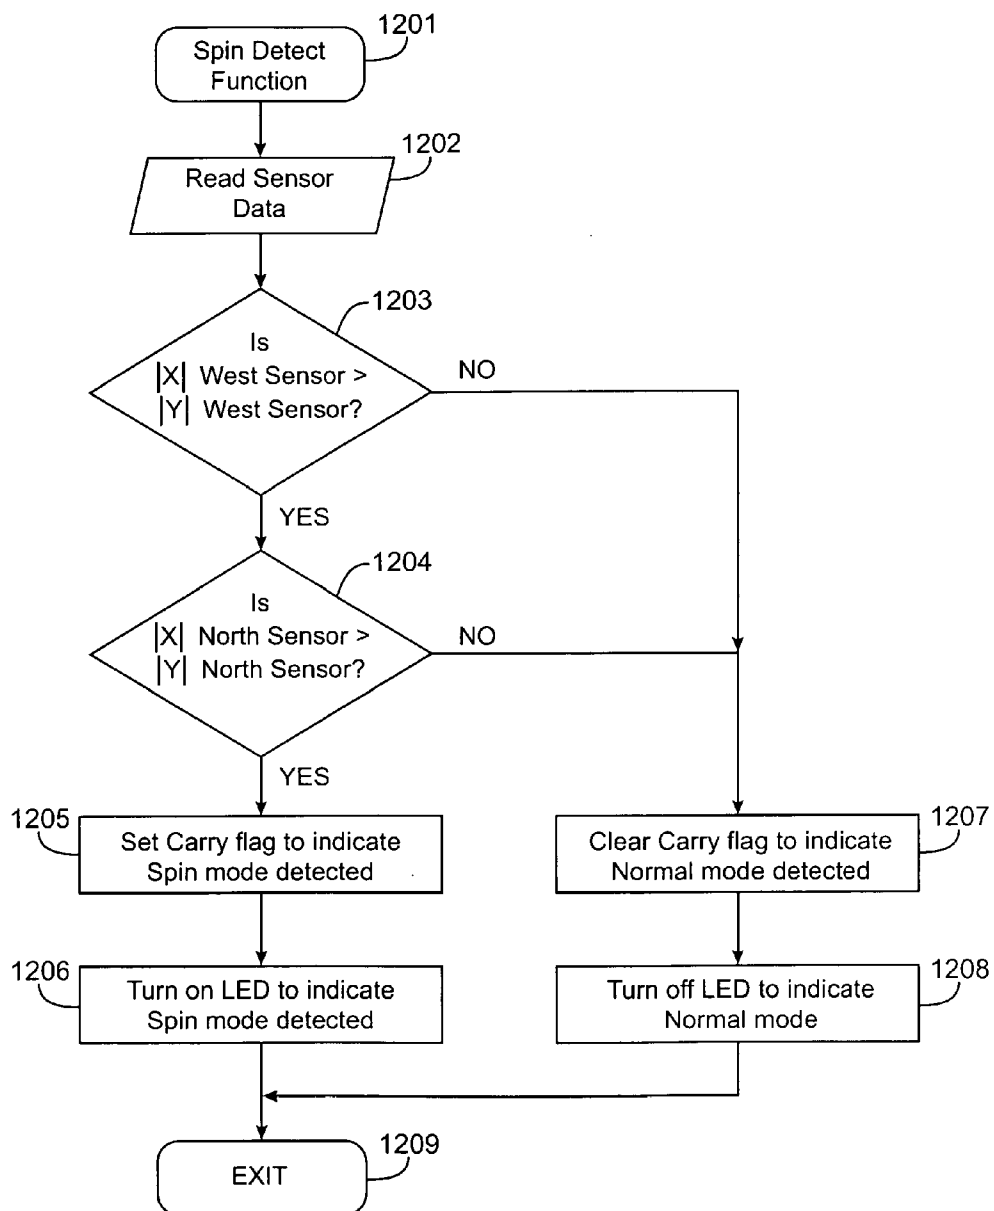 1201
Spin Detect
Function
1202
Read Sensor
Data
1203
Is
|X| West Sensor >
|Y| West Sensor?
NO
YES
1204
Is
|X| North Sensor >
|Y| North Sensor?
NO
YES
1205
Set Carry flag to indicate
Spin mode detected
1207
Clear Carry flag to indicate
Normal mode detected
1206
Turn on LED to indicate
Spin mode detected
1208
Turn off LED to indicate
Normal mode
1209
EXIT